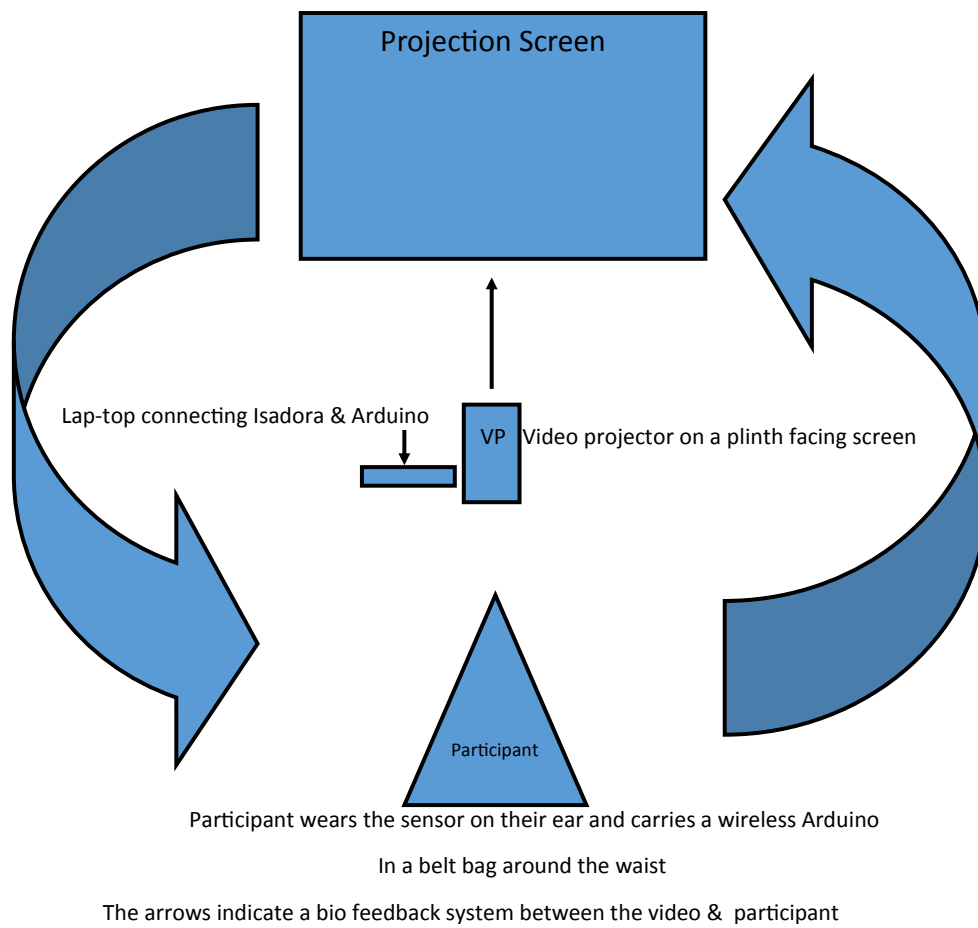 Projection Screen
Lap-top connecting Isadora & Arduino
VP
Video projector on a plinth facing screen
Participant
Participant wears the sensor on their ear and carries a wireless Arduino
In a belt bag around the waist
The arrows indicate a bio feedback system between the video & participant